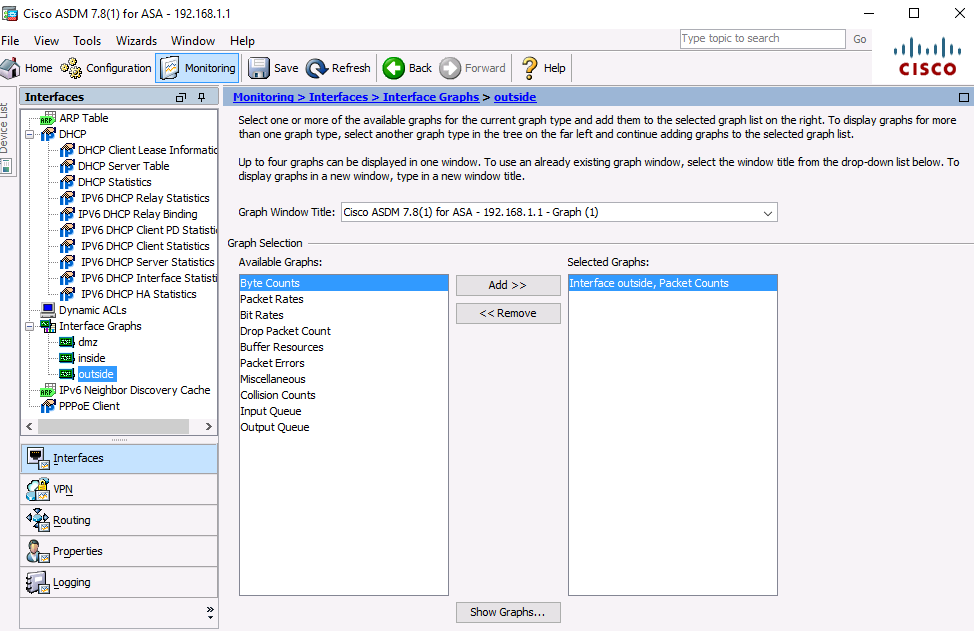 Cisco ASDM 7.8(1) for ASA - 192.168.1.1
File View Tools Wizards Window Help
Type topic to search Go
Home Configuration Monitoring Save Refresh Back Forward Help
CISCO
Device List
Interfaces
ARP Table
DHCP
DHCP Client Lease Informatic
DHCP Server Table
DHCP Statistics
IPV6 DHCP Relay Statistics
IPV6 DHCP Relay Binding
IPV6 DHCP Client PD Statisti
IPV6 DHCP Client Statistics
IPV6 DHCP Server Statistics
IPV6 DHCP Interface Statisti
IPV6 DHCP HA Statistics
Dynamic ACLs
Interface Graphs
dmz
inside
outside
ARP
IPv6 Neighbor Discovery Cache
PPPoE Client
Interfaces
VPN
Routing
Properties
Logging
Monitoring > Interfaces > Interface Graphs > outside
Select one or more of the available graphs for the current graph type and add them to the selected graph list on the right. To display graphs for more
than one graph type, select another graph type in the tree on the far left and continue adding graphs to the selected graph list.
Up to four graphs can be displayed in one window. To use an already existing graph window, select the window title from the drop-down list below. To
display graphs in a new window, type in a new window title.
Graph Window Title: Cisco ASDM 7.8(1) for ASA - 192.168.1.1 - Graph (1)
Graph Selection
Available Graphs:
Byte Counts
Packet Rates
Bit Rates
Drop Packet Count
Buffer Resources
Packet Errors
Miscellaneous
Collision Counts
Input Queue
Output Queue
Add >>
<< Remove
Selected Graphs:
Interface outside, Packet Counts
Show Graphs...